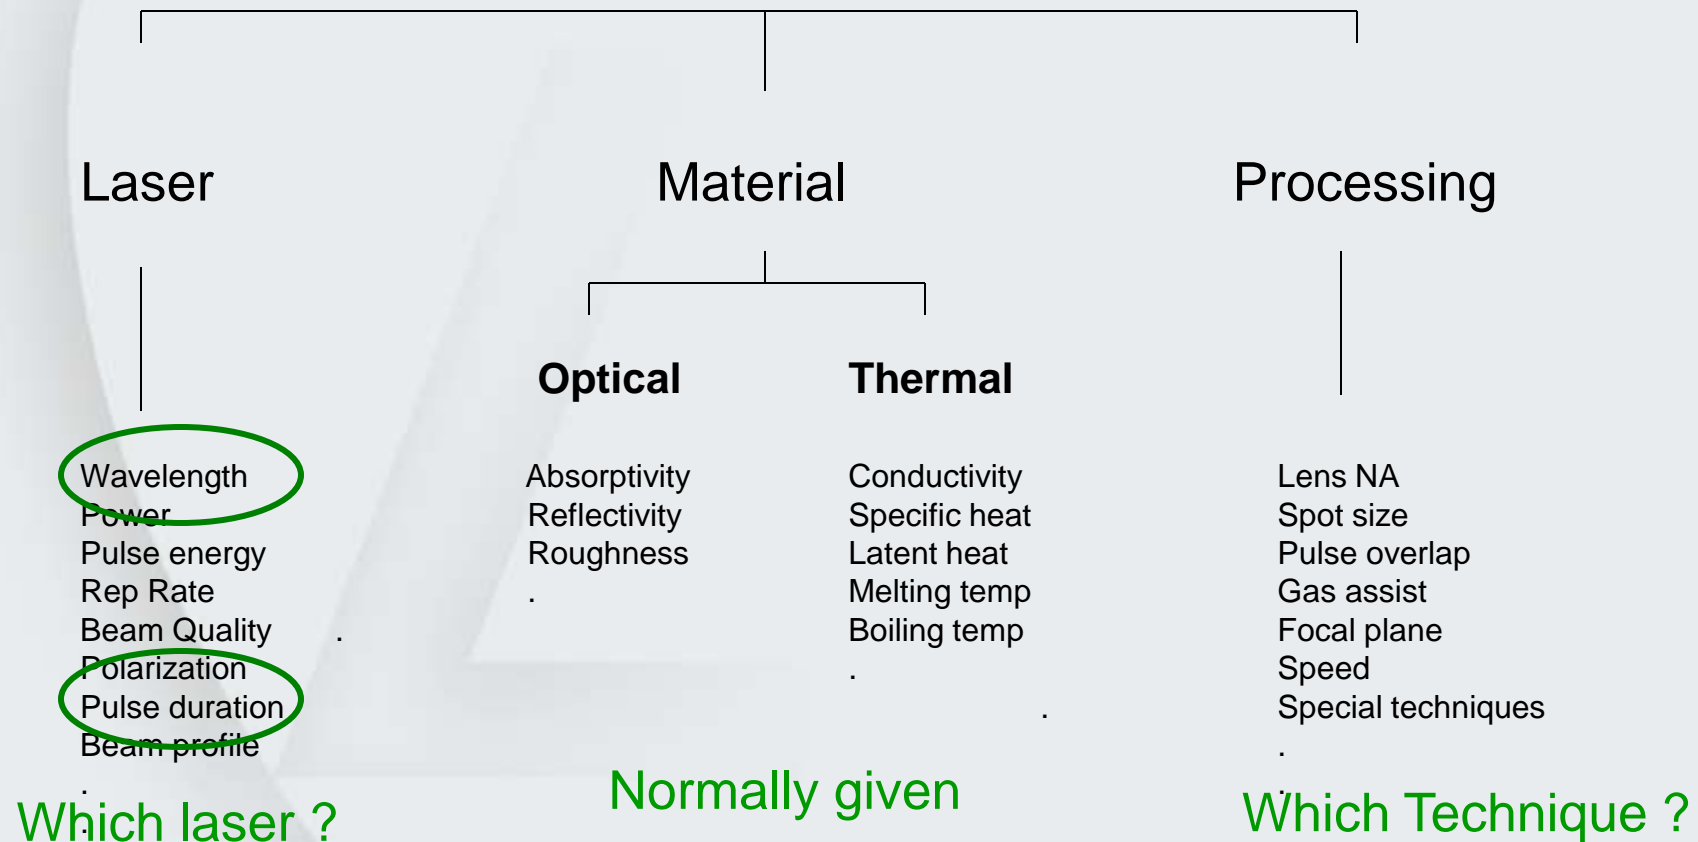 Laser
Wavelength
Power
Pulse energy
Rep Rate
Beam Quality .
Polarization
Pulse duration
Beam profile
.
.
Which laser ?
Material
Optical
Absorptivity
Reflectivity
Roughness
.
Thermal
Conductivity
Specific heat
Latent heat
Melting temp
Boiling temp
.
.
Normally given
Processing
Lens NA
Spot size
Pulse overlap
Gas assist
Focal plane
Speed
Special techniques
.
.
Which Technique ?